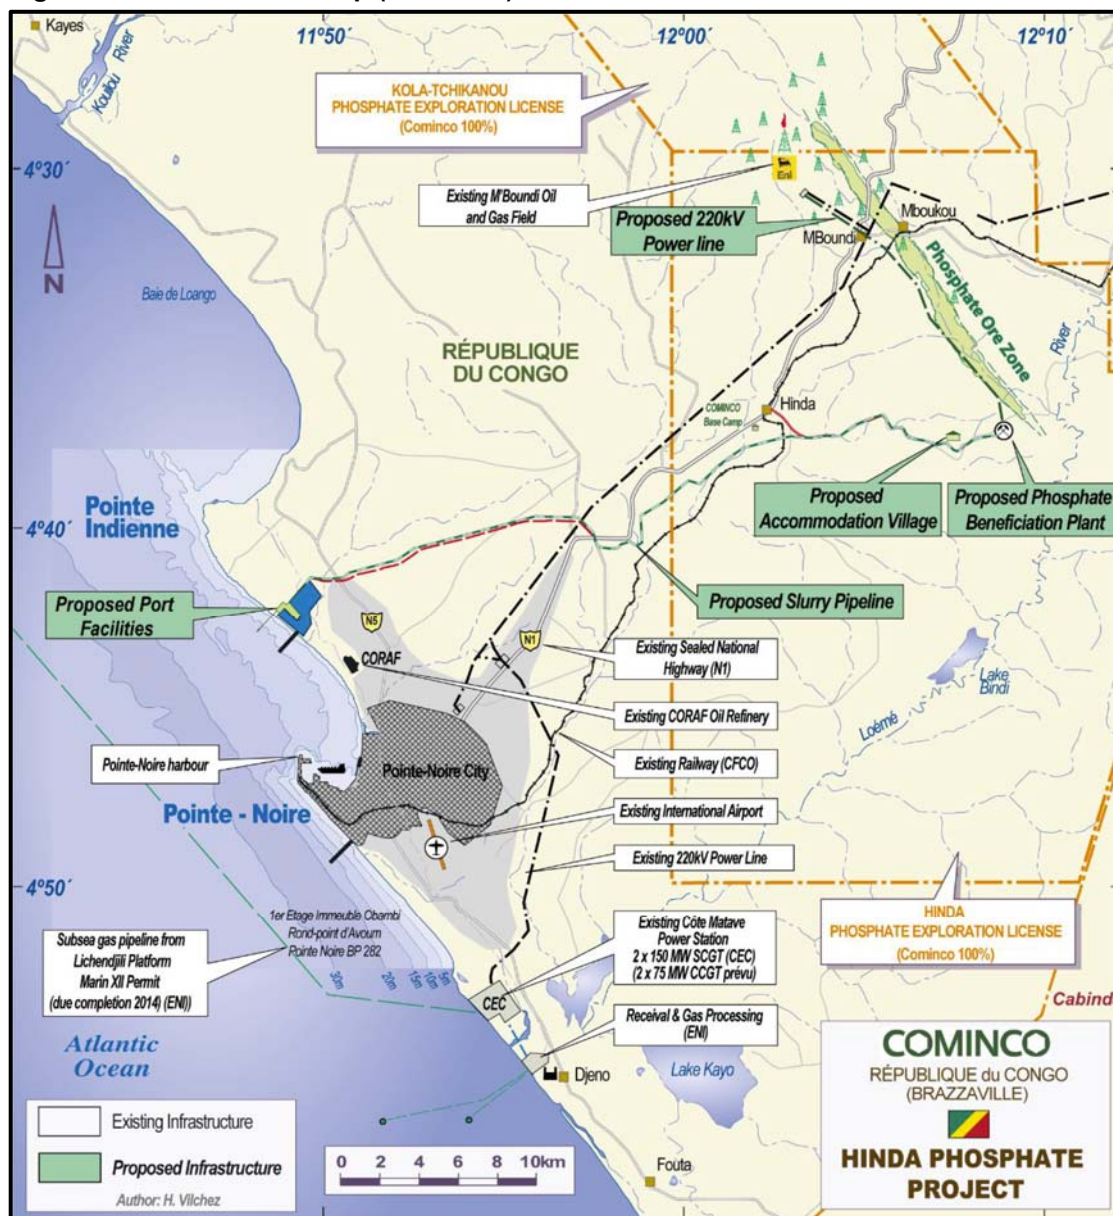 Kayes
Kouilou River
11°50´
12°00´
12°10´
KOLA-TCHIKANOU
PHOSPHATE EXPLORATION LICENSE
(Cominco 100%)
4°30´
Eni
Existing M'Boundi Oil
and Gas Field
Proposed 220kV
Power line
Mboukou
MBoundi
N
Baie de Loango
Phosphate Ore Zone
River
RÉPUBLIQUE
DU CONGO
COMINCO
Base Camp
Hinda
Proposed
Accommodation Village
Proposed Phosphate
Beneficiation Plant
Pointe
Indienne
4°40´
Proposed Port
Facilities
Proposed Slurry Pipeline
N5
N1
CORAF
Existing Sealed National
Highway (N1)
Lake
Bindi
Loémé
Existing CORAF Oil Refinery
Pointe-Noire harbour
Pointe-Noire City
Existing Railway (CFCO)
Pointe - Noire
Existing International Airport
Existing 220kV Power Line
4°50´
1er Etage Immeuble Obambi
Rond-point d'Avoum
Pointe Noire BP 282
HINDA
PHOSPHATE EXPLORATION LICENSE
(Cominco 100%)
Subsea gas pipeline from
Lichendjili Platform
Marin XII Permit
(due completion 2014) (ENI))
30m
20m
15m
10m
5m
Existing Côte Matave
Power Station
2 x 150 MW SCGT (CEC)
(2 x 75 MW CCGT prévu)
CEC
Cabind
Receival & Gas Processing
(ENI)
Atlantic
Ocean
Djeno
Lake Kayo
COMINCO
RÉPUBLIQUE du CONGO
(BRAZZAVILLE)
HINDA PHOSPHATE
PROJECT
Existing Infrastructure
Proposed Infrastructure
Author: H. Vilchez
0 2 4 6 8 10km
Fouta